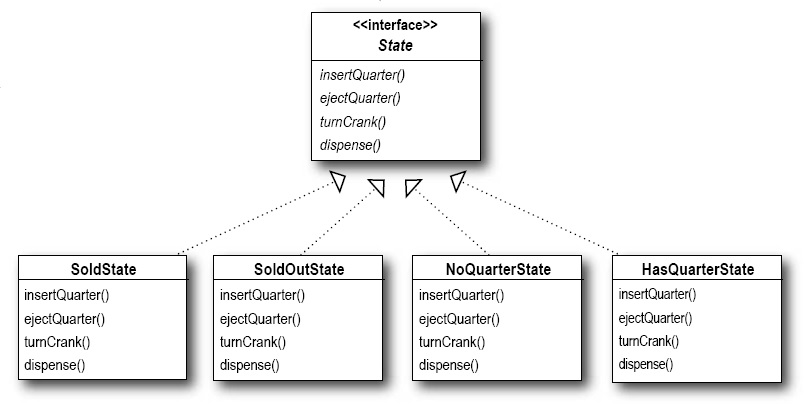 <<interface>>
State
insertQuarter()
ejectQuarter()
turnCrank()
dispense()
SoldState
insertQuarter()
ejectQuarter()
turnCrank()
dispense()
SoldOutState
insertQuarter()
ejectQuarter()
turnCrank()
dispense()
NoQuarterState
insertQuarter()
ejectQuarter()
turnCrank()
dispense()
HasQuarterState
insertQuarter()
ejectQuarter()
turnCrank()
dispense()